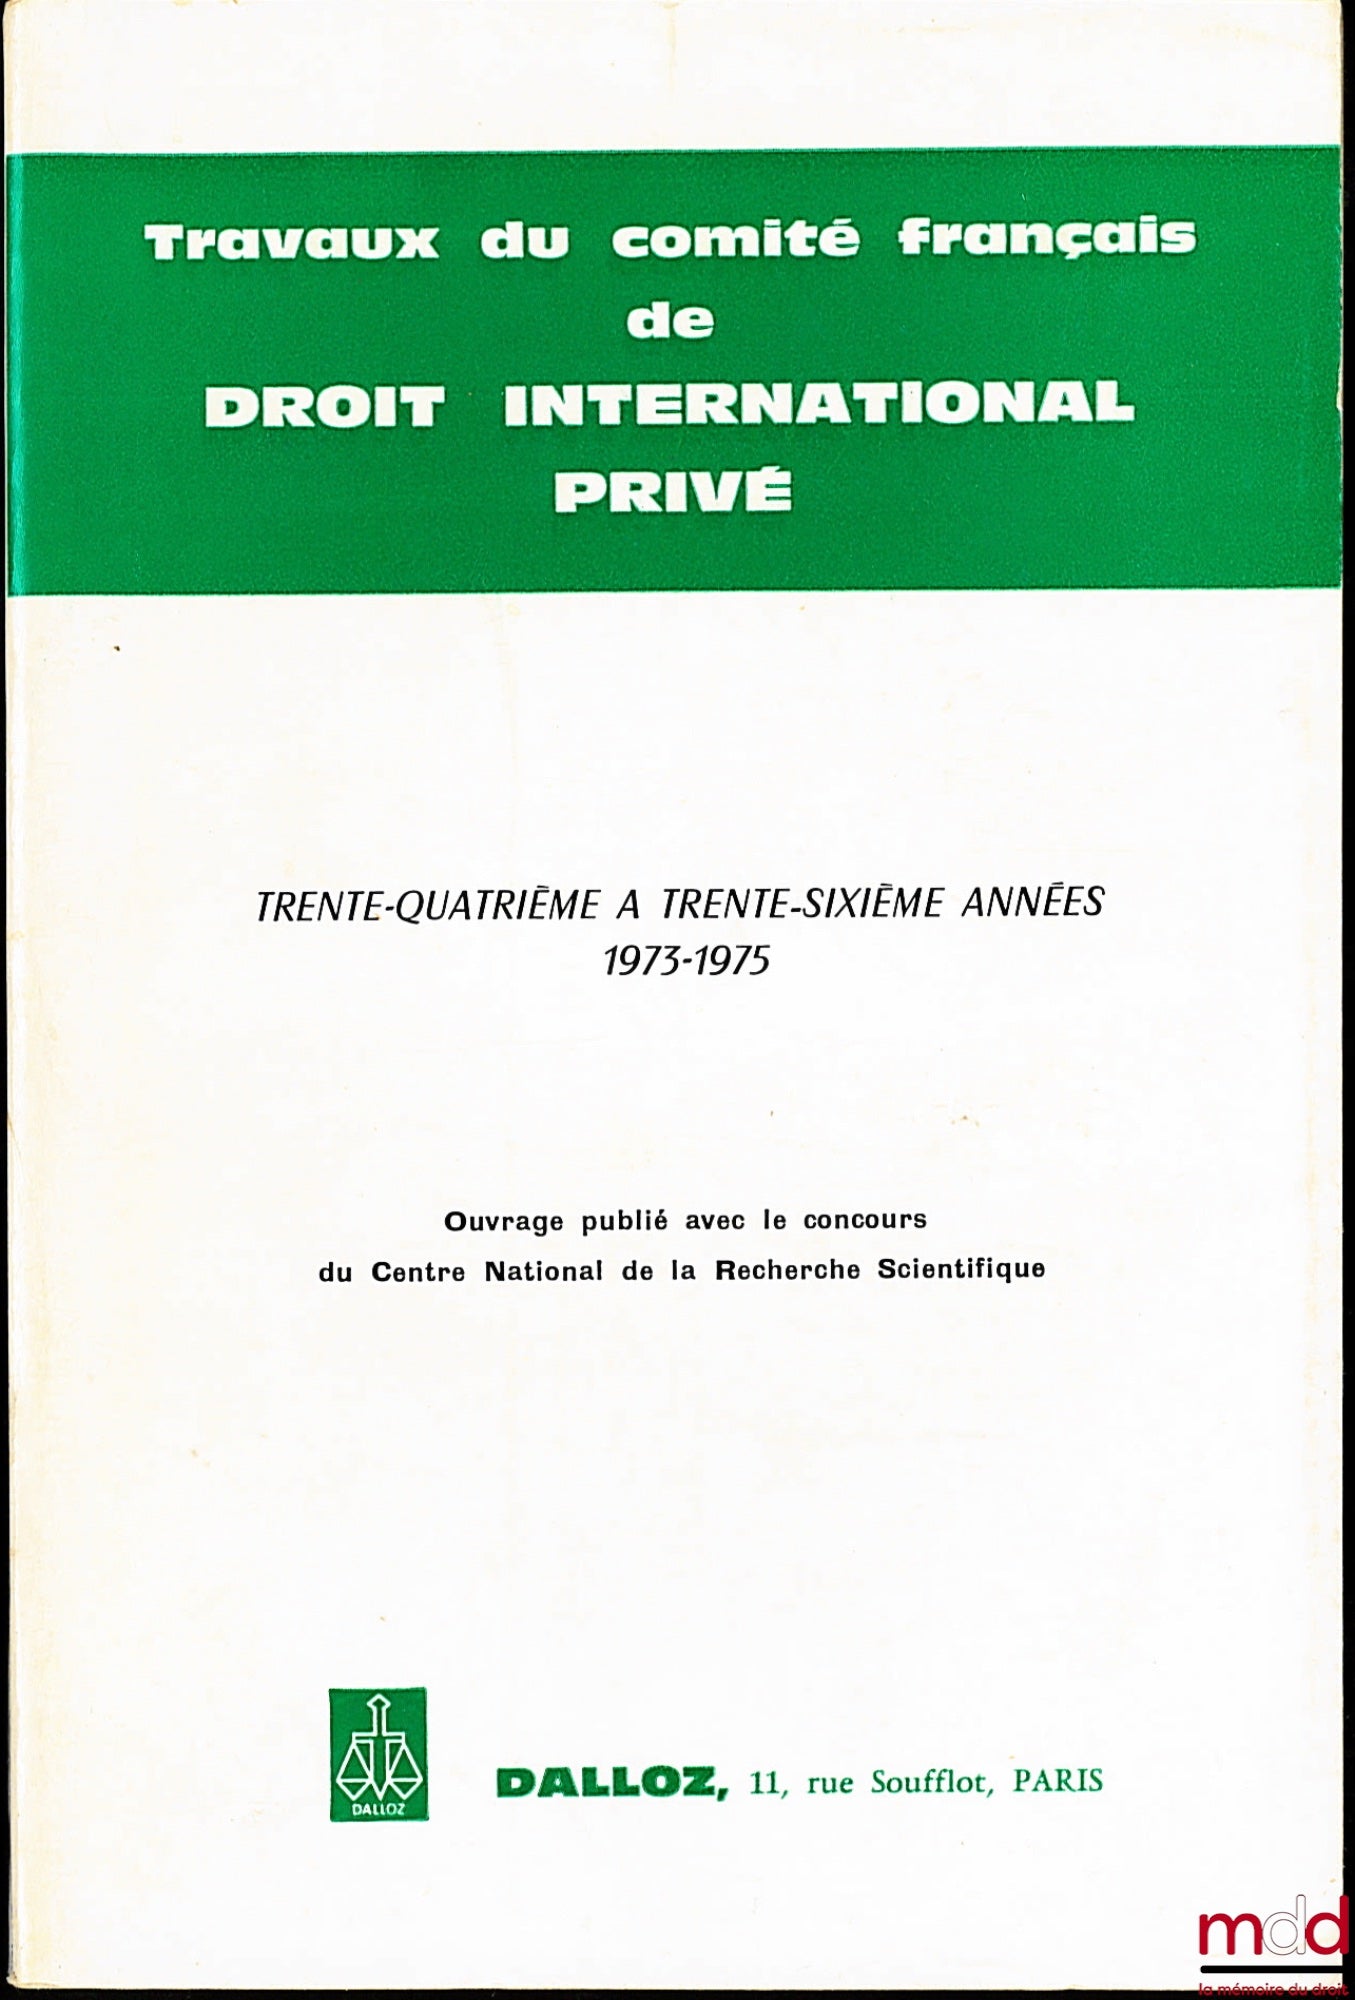 Travaux du comité français
de
DROIT INTERNATIONAL
PRIVÉ
TRENTE-QUATRIÈME A TRENTE-SIXIÈME ANNÉES
1973-1975
Ouvrage publié avec le concours
du Centre National de la Recherche Scientifique
DALLOZ
DALLOZ, 11, rue Soufflot, PARIS
mdd
la mémoire du droit